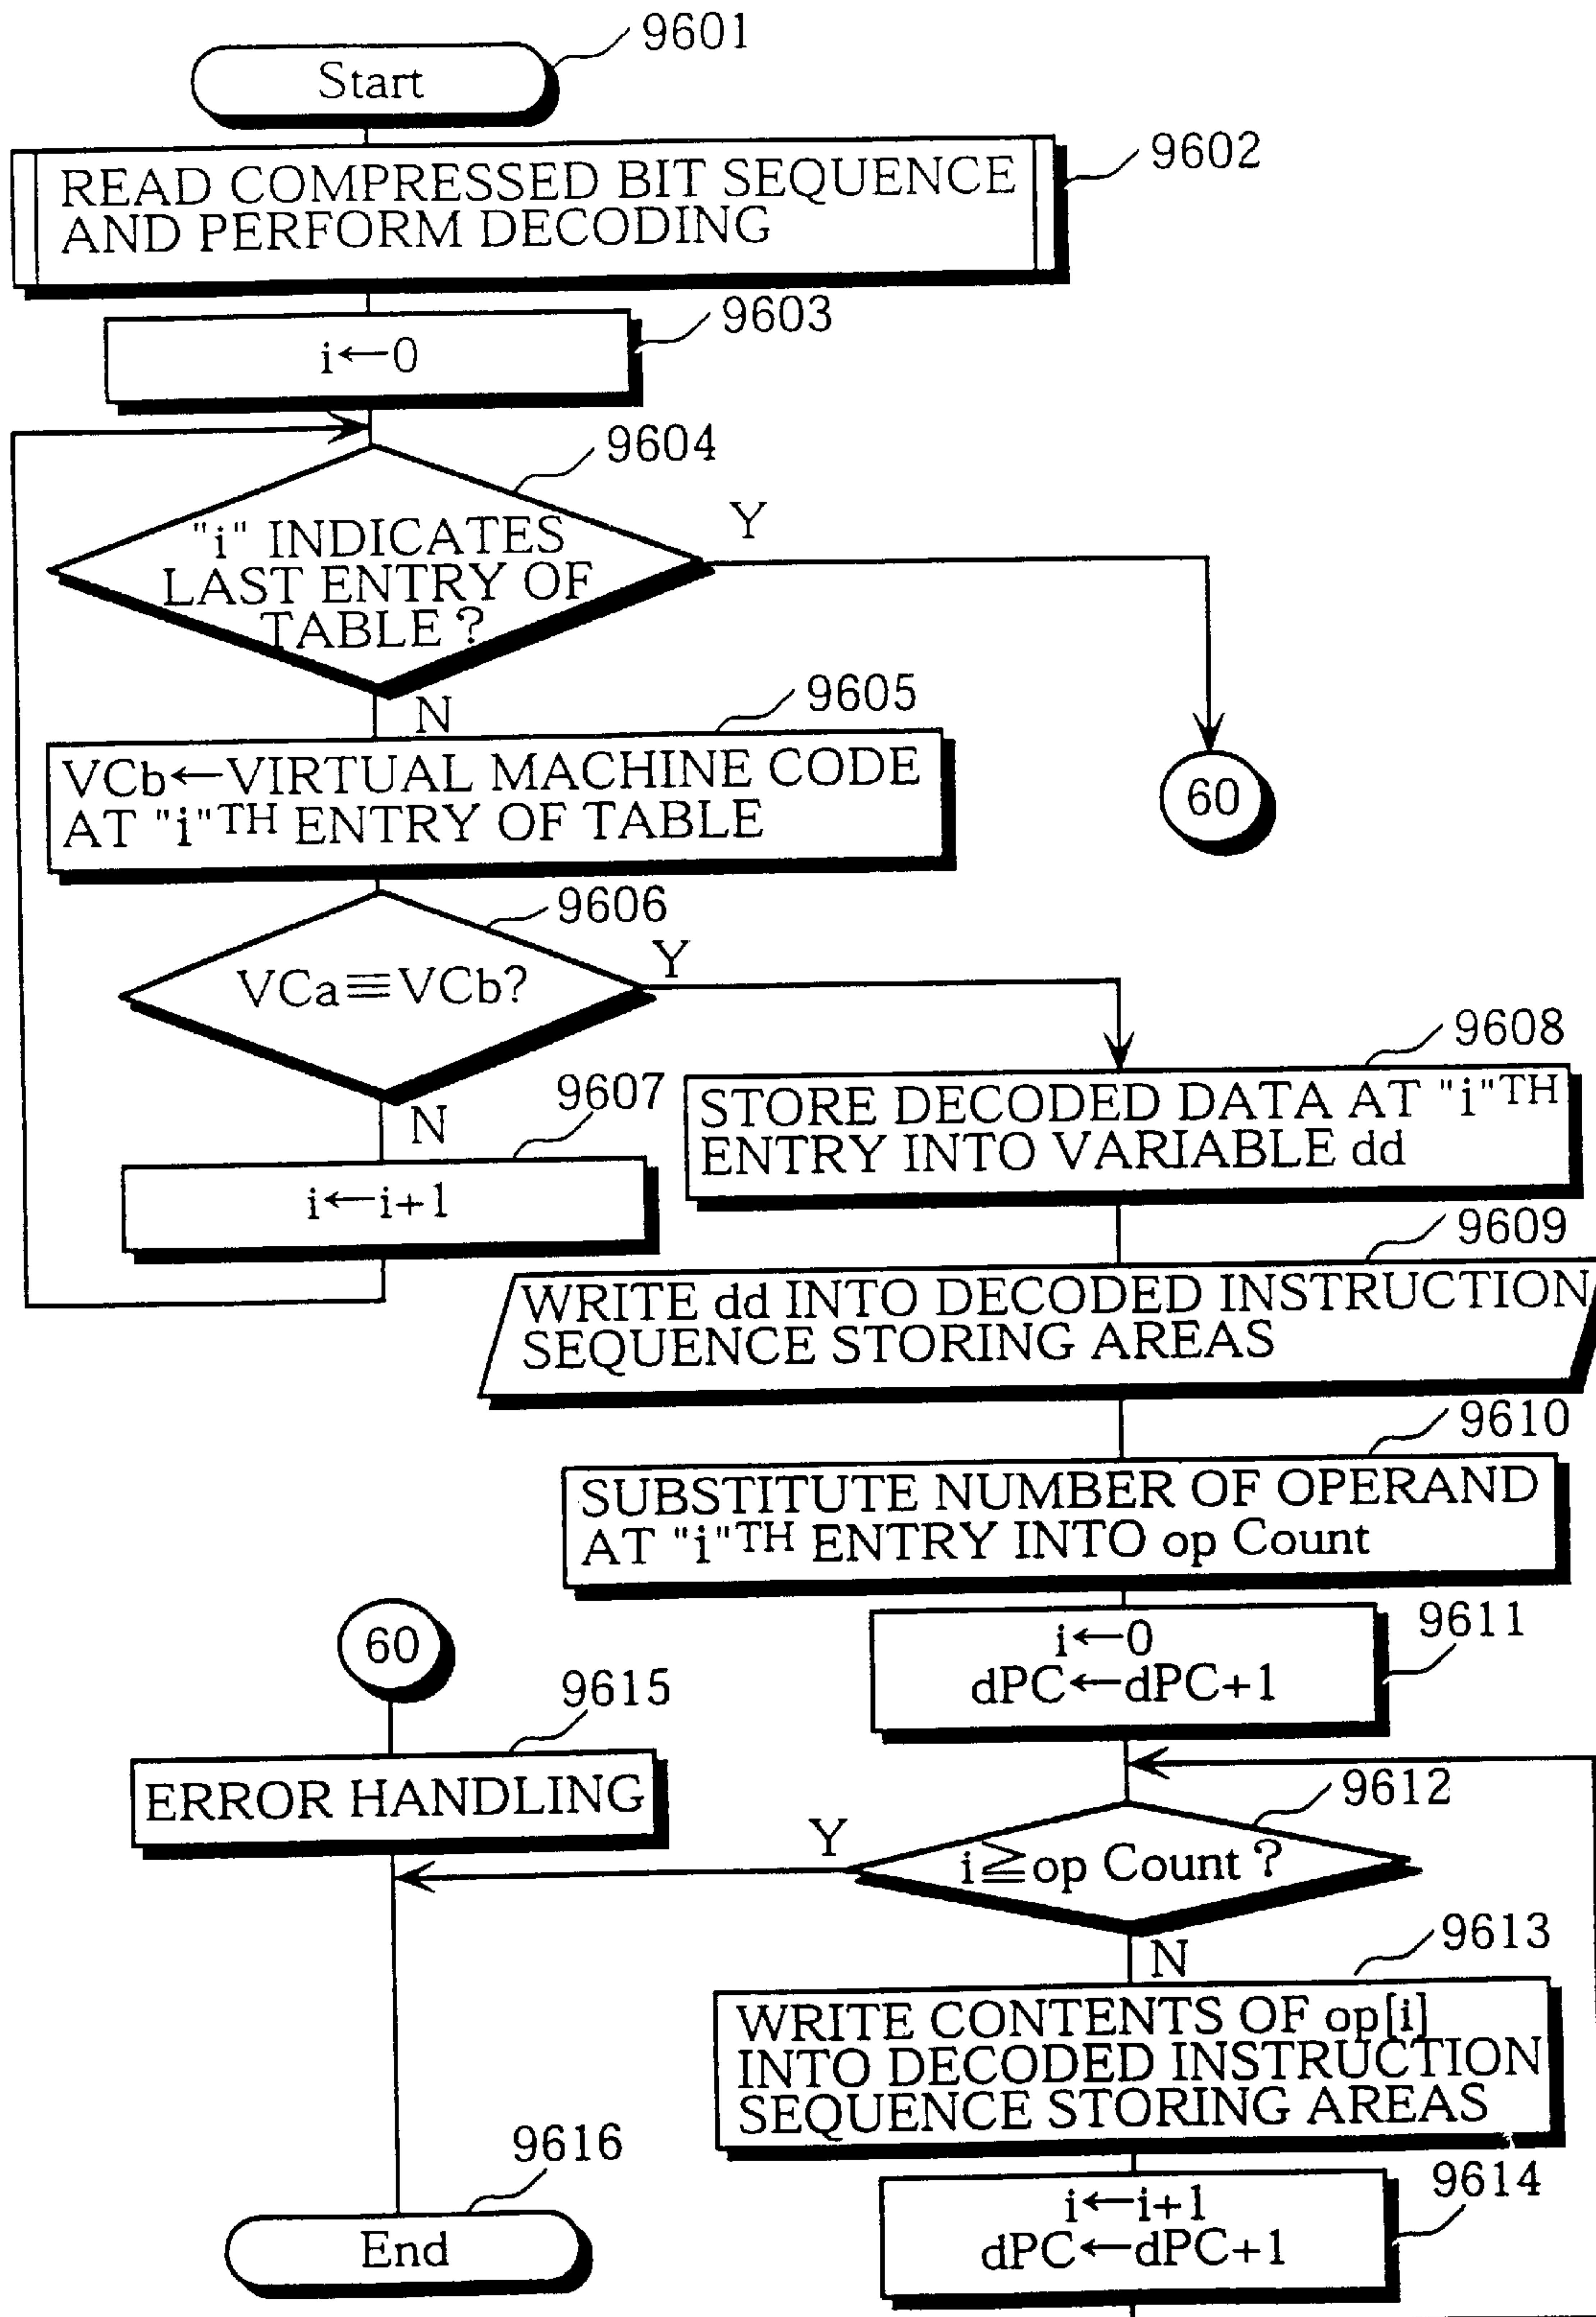 9601
Start
9602
READ COMPRESSED BIT SEQUENCE
AND PERFORM DECODING
9603
i←0
9604
"i" INDICATES
LAST ENTRY OF
TABLE ?
Y
N
9605
VCb←VIRTUAL MACHINE CODE
AT "i"TH ENTRY OF TABLE
60
9606
VCa≡VCb?
Y
N
9607
i←i+1
9608
STORE DECODED DATA AT "i"TH
ENTRY INTO VARIABLE dd
9609
WRITE dd INTO DECODED INSTRUCTION
SEQUENCE STORING AREAS
9610
SUBSTITUTE NUMBER OF OPERAND
AT "i"TH ENTRY INTO op Count
9611
i←0
dPC←dPC+1
60
9615
ERROR HANDLING
9612
i≧op Count ?
Y
N
9613
WRITE CONTENTS OF op[i]
INTO DECODED INSTRUCTION
SEQUENCE STORING AREAS
9614
i←i+1
dPC←dPC+1
9616
End